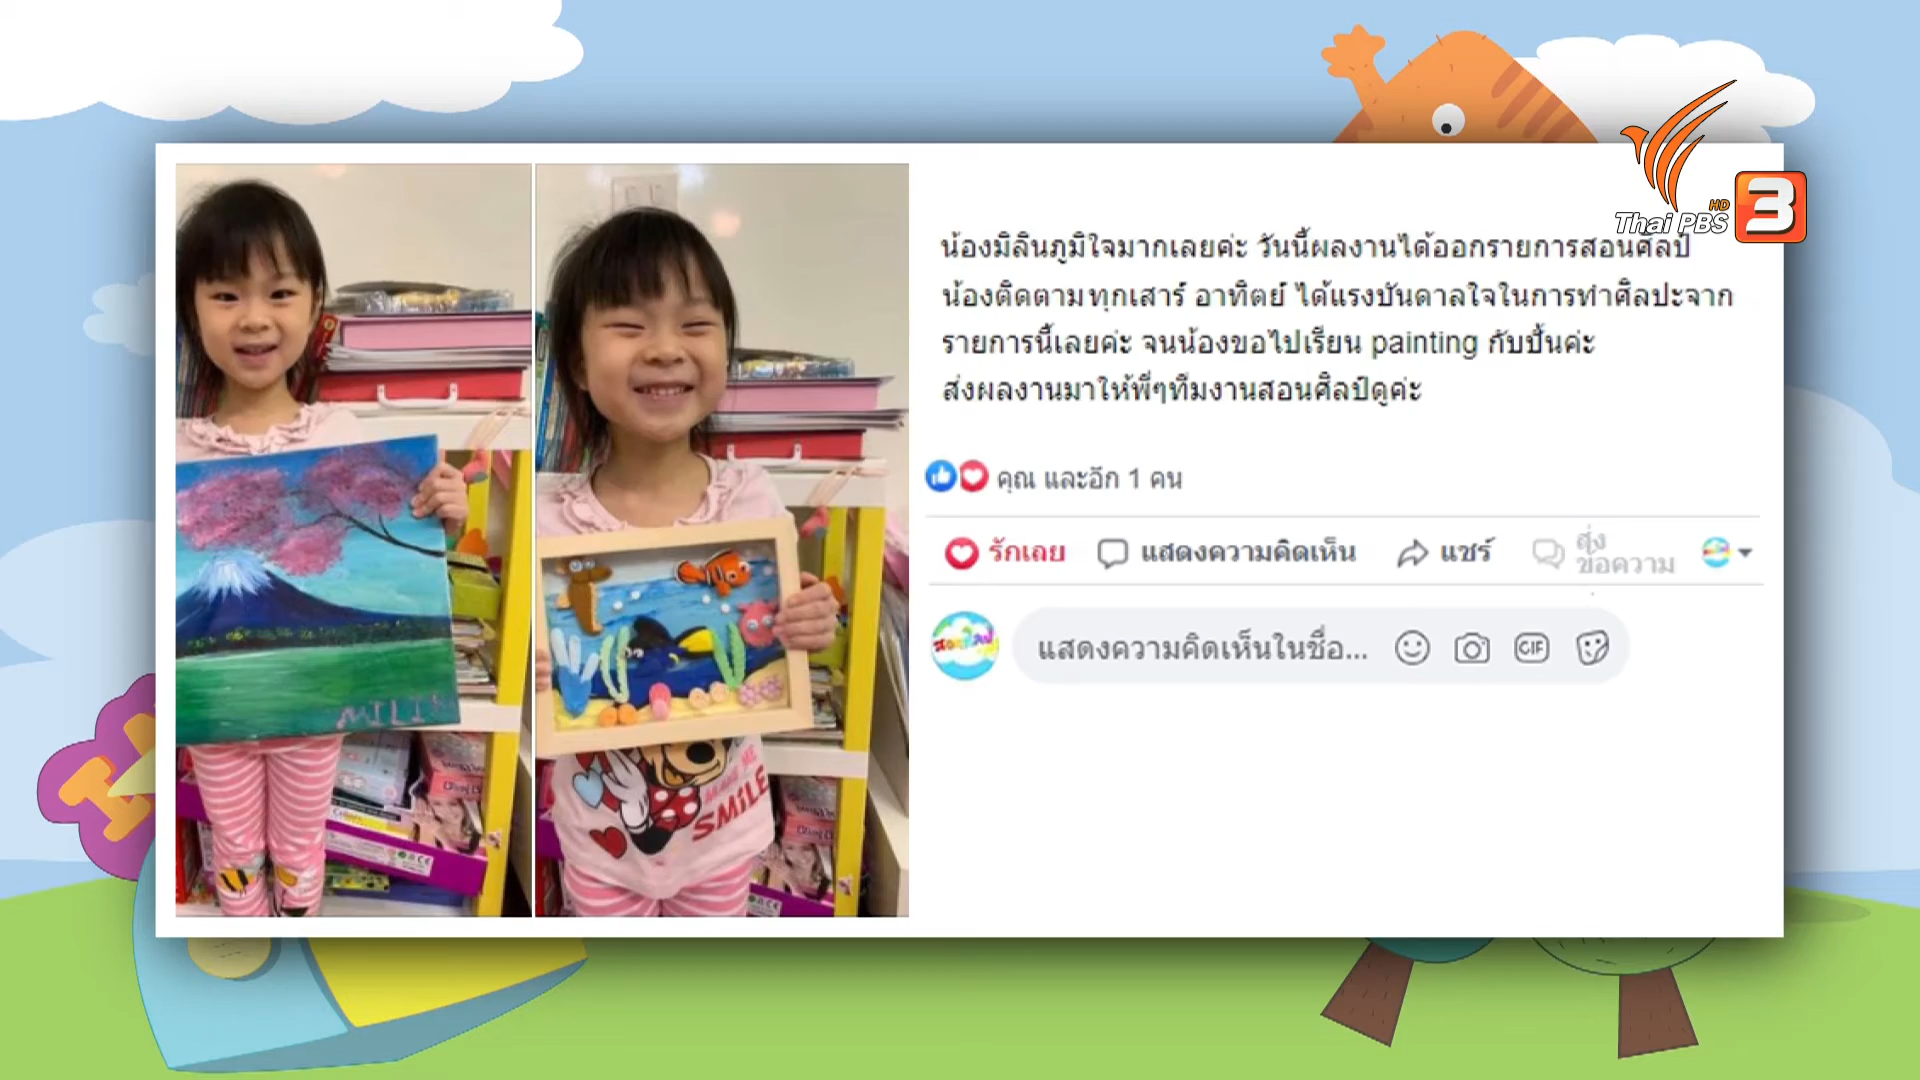 HD
Thai PBS
3
น้องมิลินภูมิใจมากเลยค่ะ วันนี้ผลงานได้ออกรายการสอนศิลป์
น้องติดตามทุกเสาร์ อาทิตย์ ได้แรงบันดาลใจในการทำศิลปะจาก
รายการนี้เลยค่ะ จนน้องขอไปเรียน painting กับปั้นค่ะ
ส่งผลงานมาให้พี่ๆทีมงานสอนศิลป์ดูค่ะ
คุณ และอีก 1 คน
รักเลย แสดงความคิดเห็น แชร์ ส่ง
ข้อความ
สอนศิลป์
แสดงความคิดเห็นในชื่อ...
GIF
MILIN
MAKE ME
SMILE